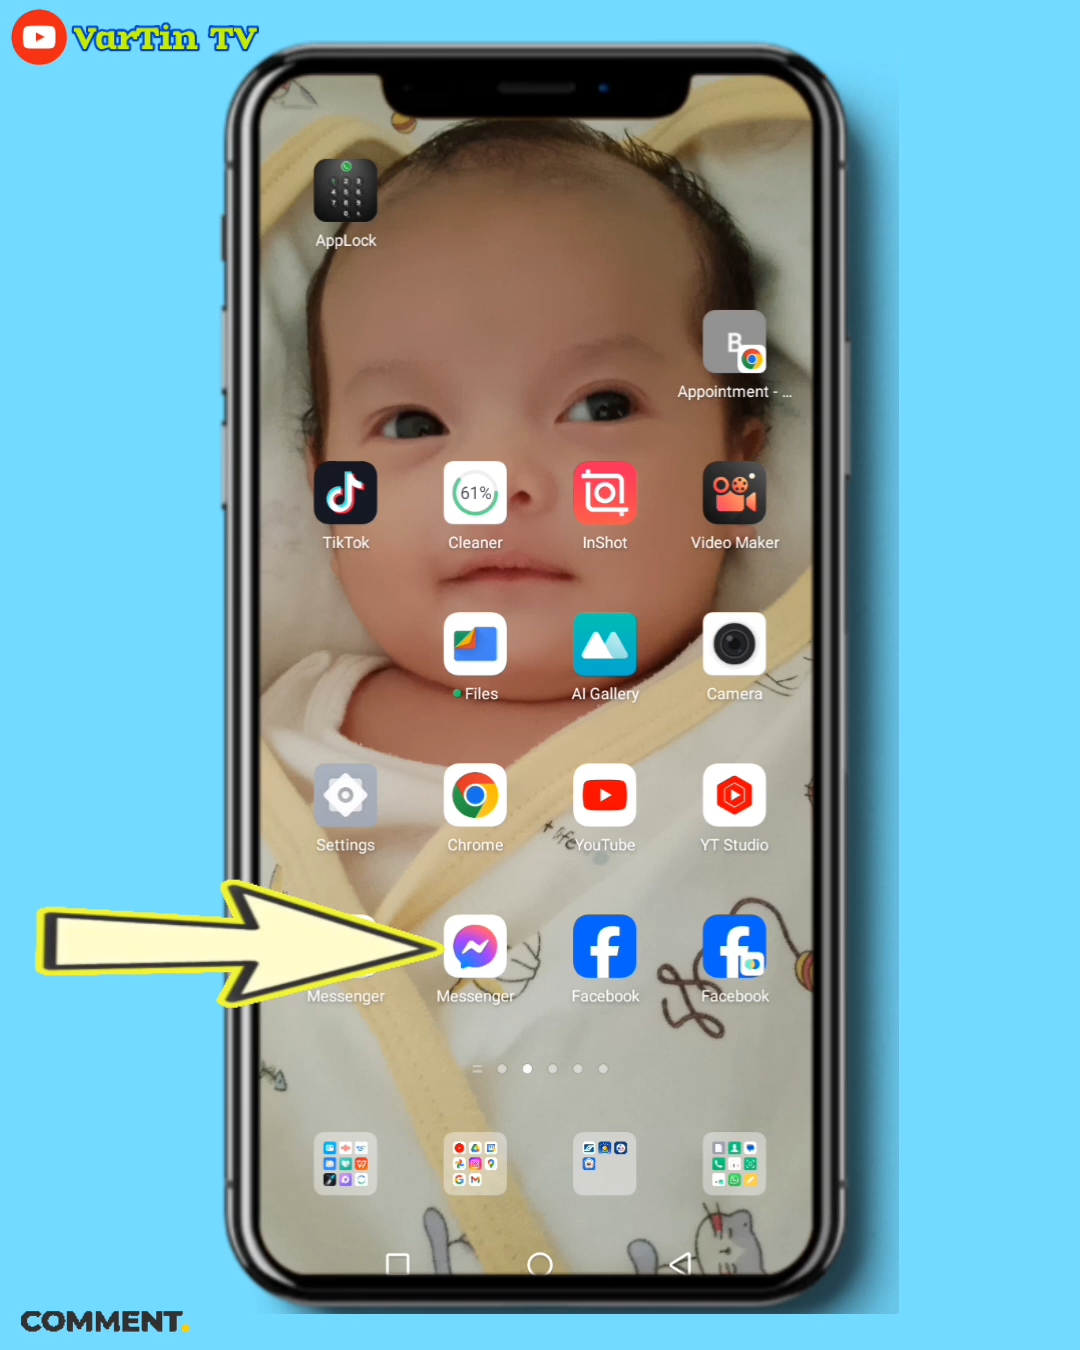 VarTin TV
AppLock
B
Appointment - ...
61%
TikTok
Cleaner
InShot
Video Maker
Files
AI Gallery
Camera
Settings
Chrome
YouTube
YT Studio
+ life
Messenger
Messenger
Facebook
Facebook
COMMENT.